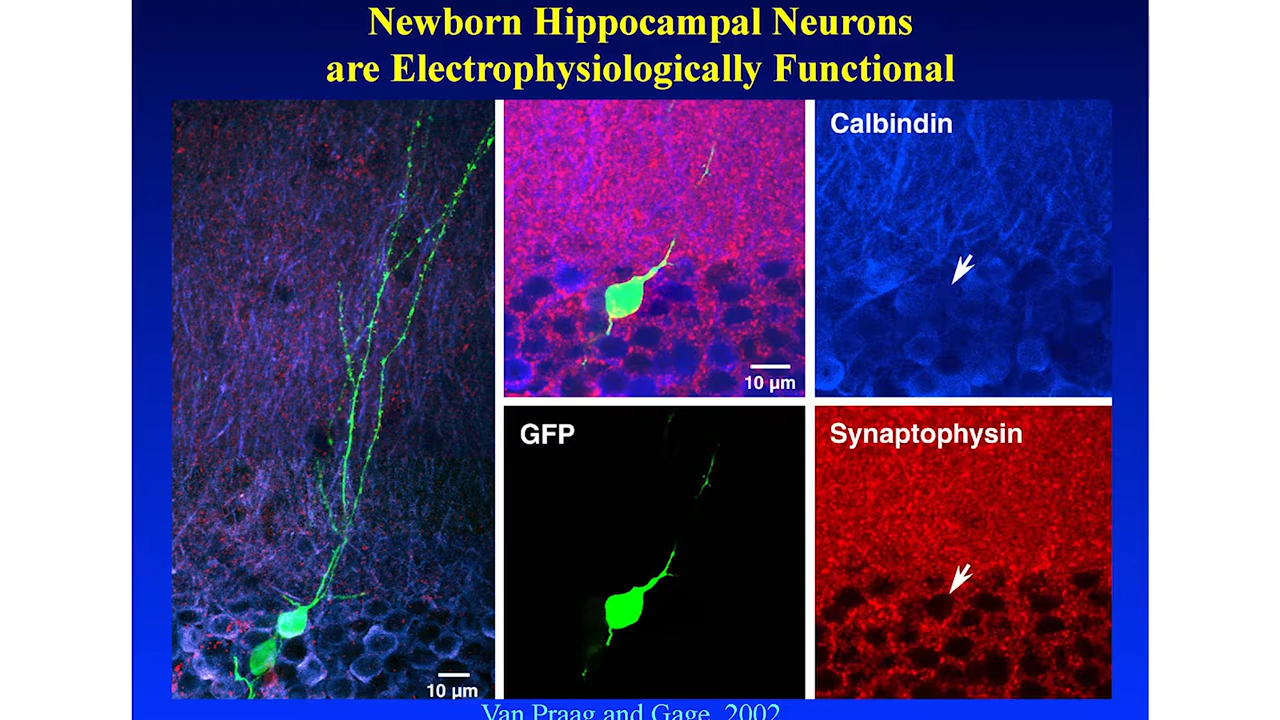 Newborn Hippocampal Neurons
are Electrophysiologically Functional
Calbindin
10 µm
GFP
Synaptophysin
10 µm
Van Praag and Gage, 2002